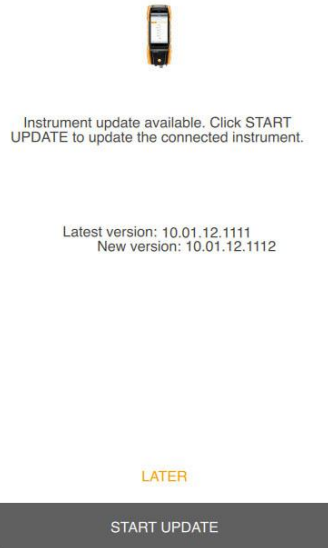 Instrument update available. Click START
UPDATE to update the connected instrument.
Latest version: 10.01.12.1111
New version: 10.01.12.1112
LATER
START UPDATE